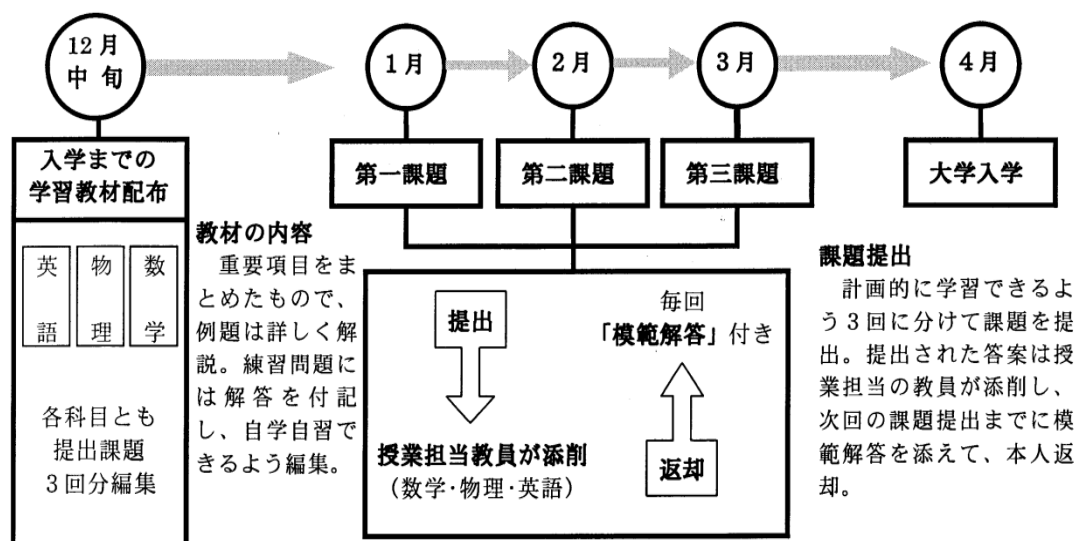 12月
中旬
1月
2月
3月
4月
入学までの
学習教材配布
第一課題
第二課題
第三課題
大学入学
英語
物理
数学
各科目とも
提出課題
3回分編集
教材の内容
重要項目をま
とめたもので、
例題は詳しく解
説。練習問題に
は解答を付記
し、自学自習で
きるよう編集。
提出
授業担当教員が添削
(数学・物理・英語)
毎回
「模範解答」付き
返却
課題提出
計画的に学習できるよ
う3回に分けて課題を提
出。提出された答案は授
業担当の教員が添削し、
次回の課題提出までに模
範解答を添えて、本人返
却。